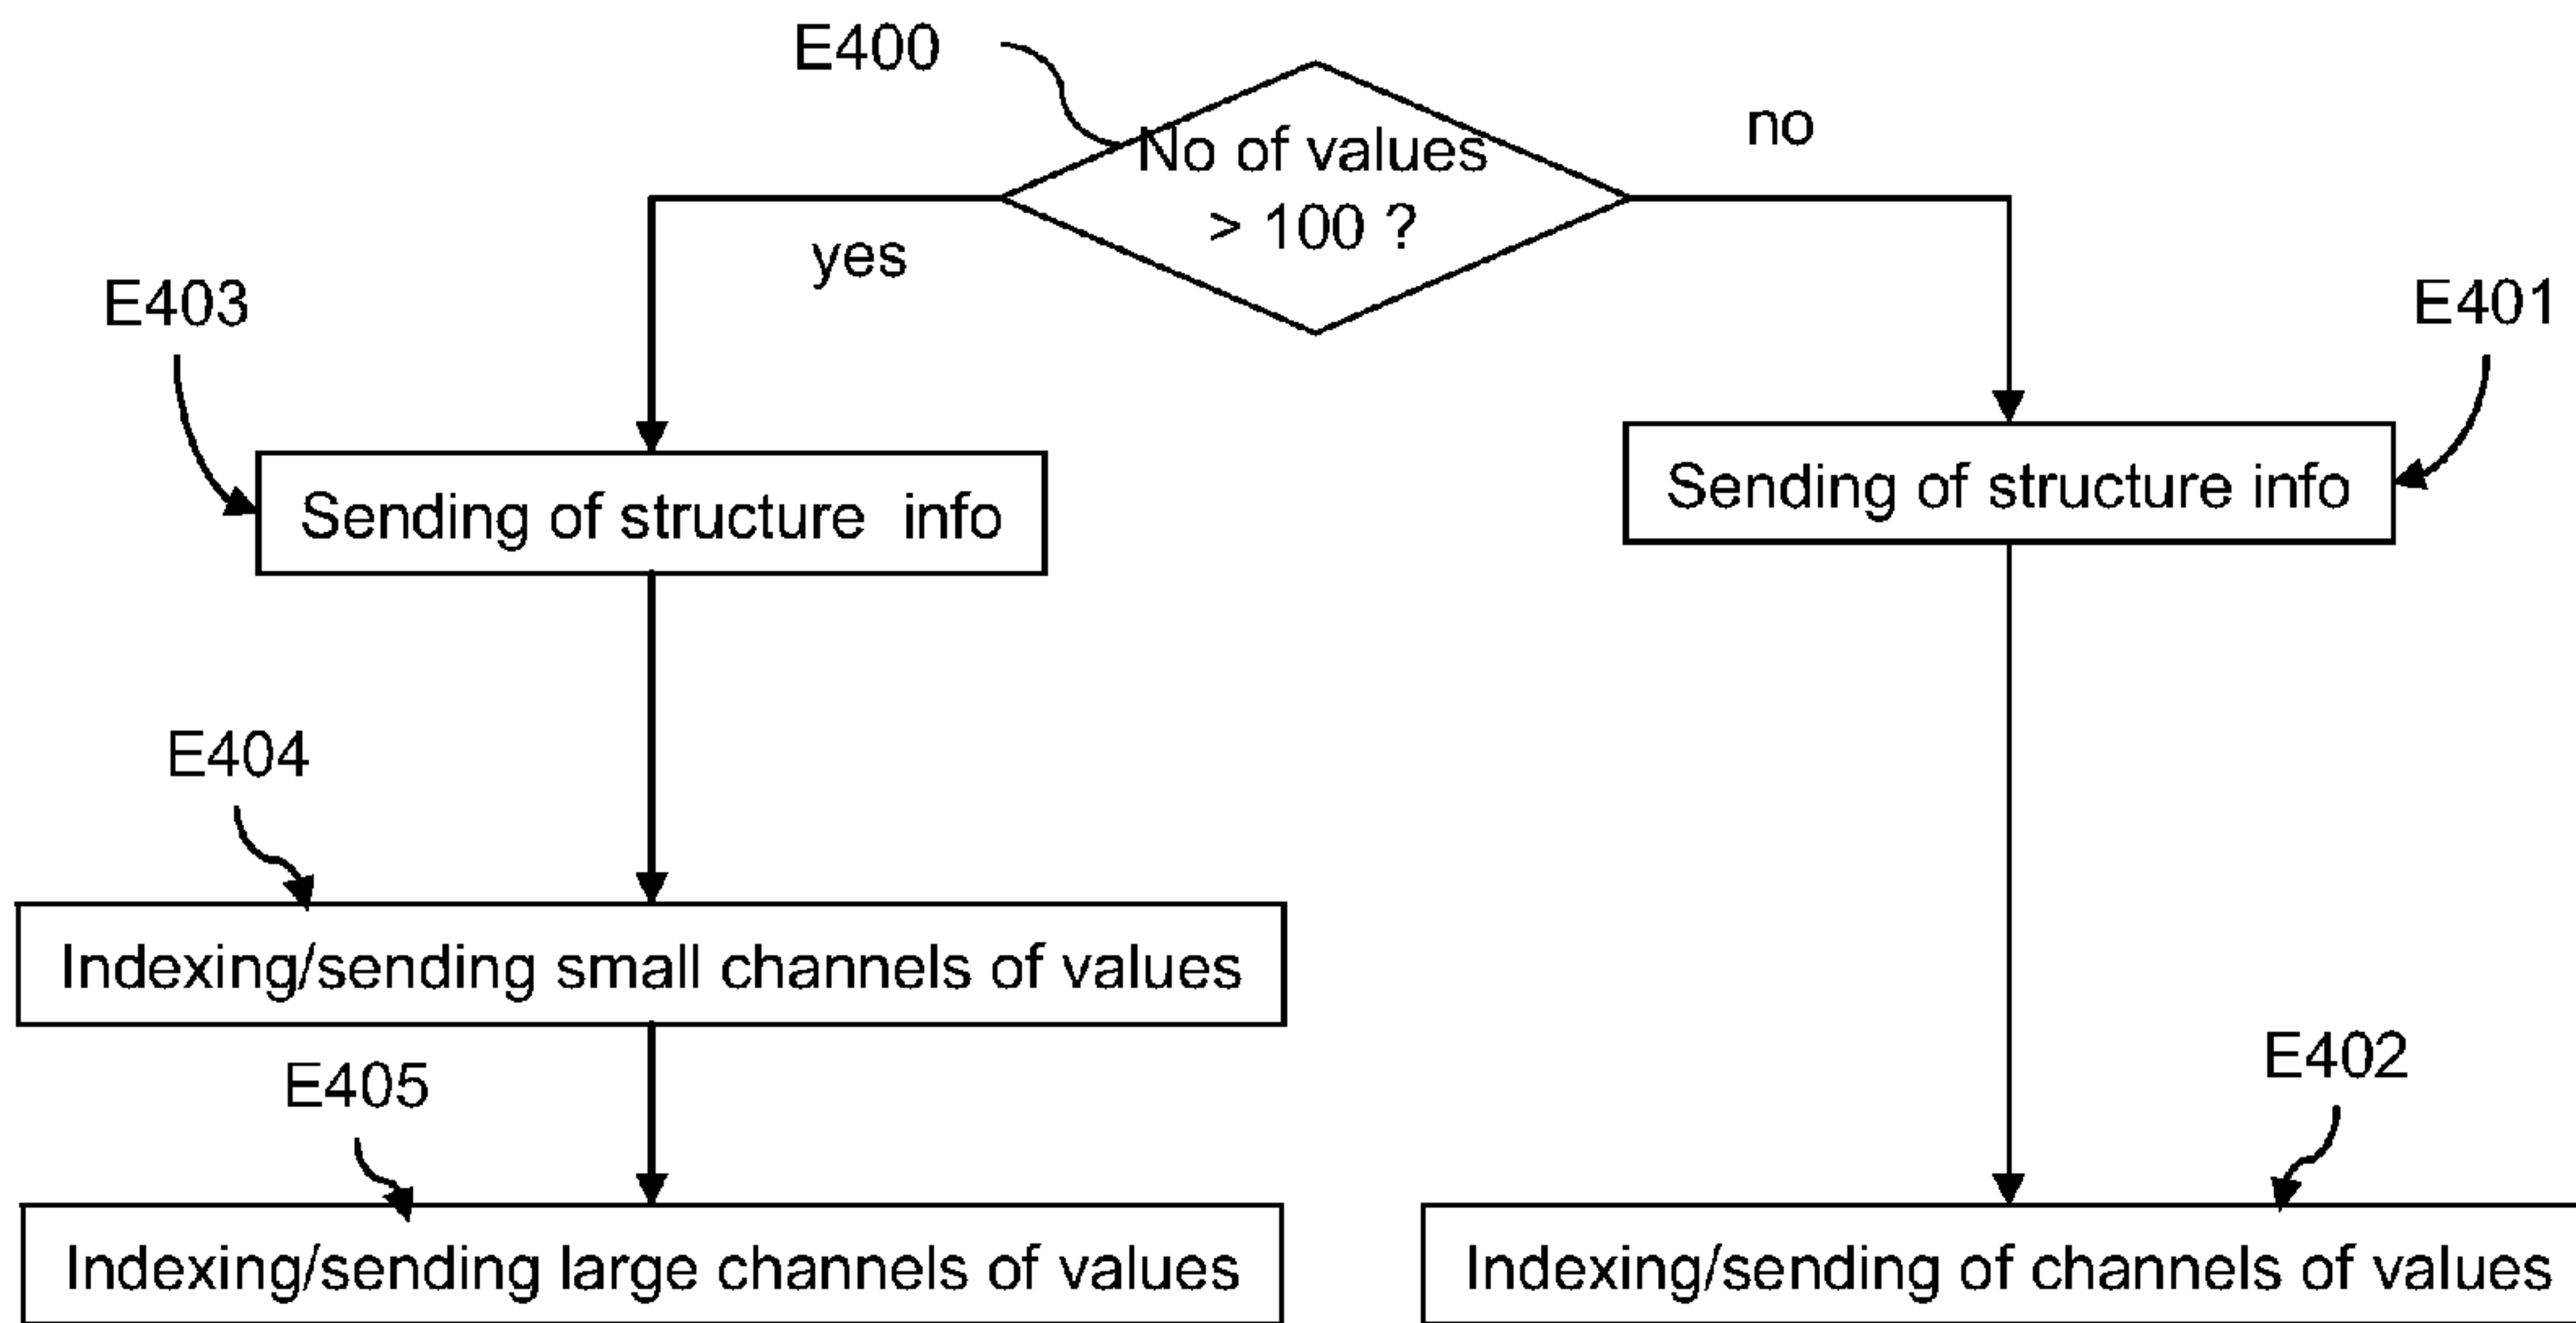 E400
No of values
> 100 ?
no
yes
E403
E401
Sending of structure info
Sending of structure info
E404
Indexing/sending small channels of values
E405
E402
Indexing/sending large channels of values
Indexing/sending of channels of values